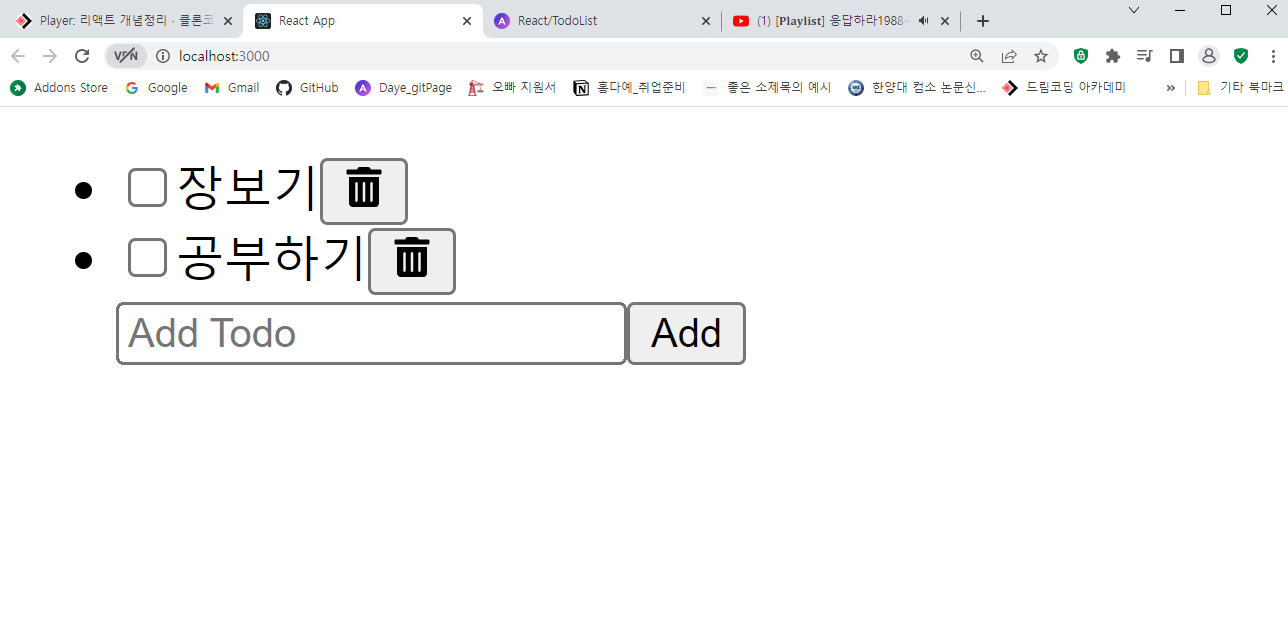 Player: 리액트 개념정리 - 클론코
React App
React/TodoList
(1) [Playlist] 응답하라1988-
VPN
localhost:3000
Addons Store
Google
Gmail
GitHub
Daye_gitPage
오빠 지원서
홍다예_취업준비
좋은 소제목의 예시
한양대 컴소 논문신...
드림코딩 아카데미
»
기타 북마크
장보기
공부하기
Add Todo
Add